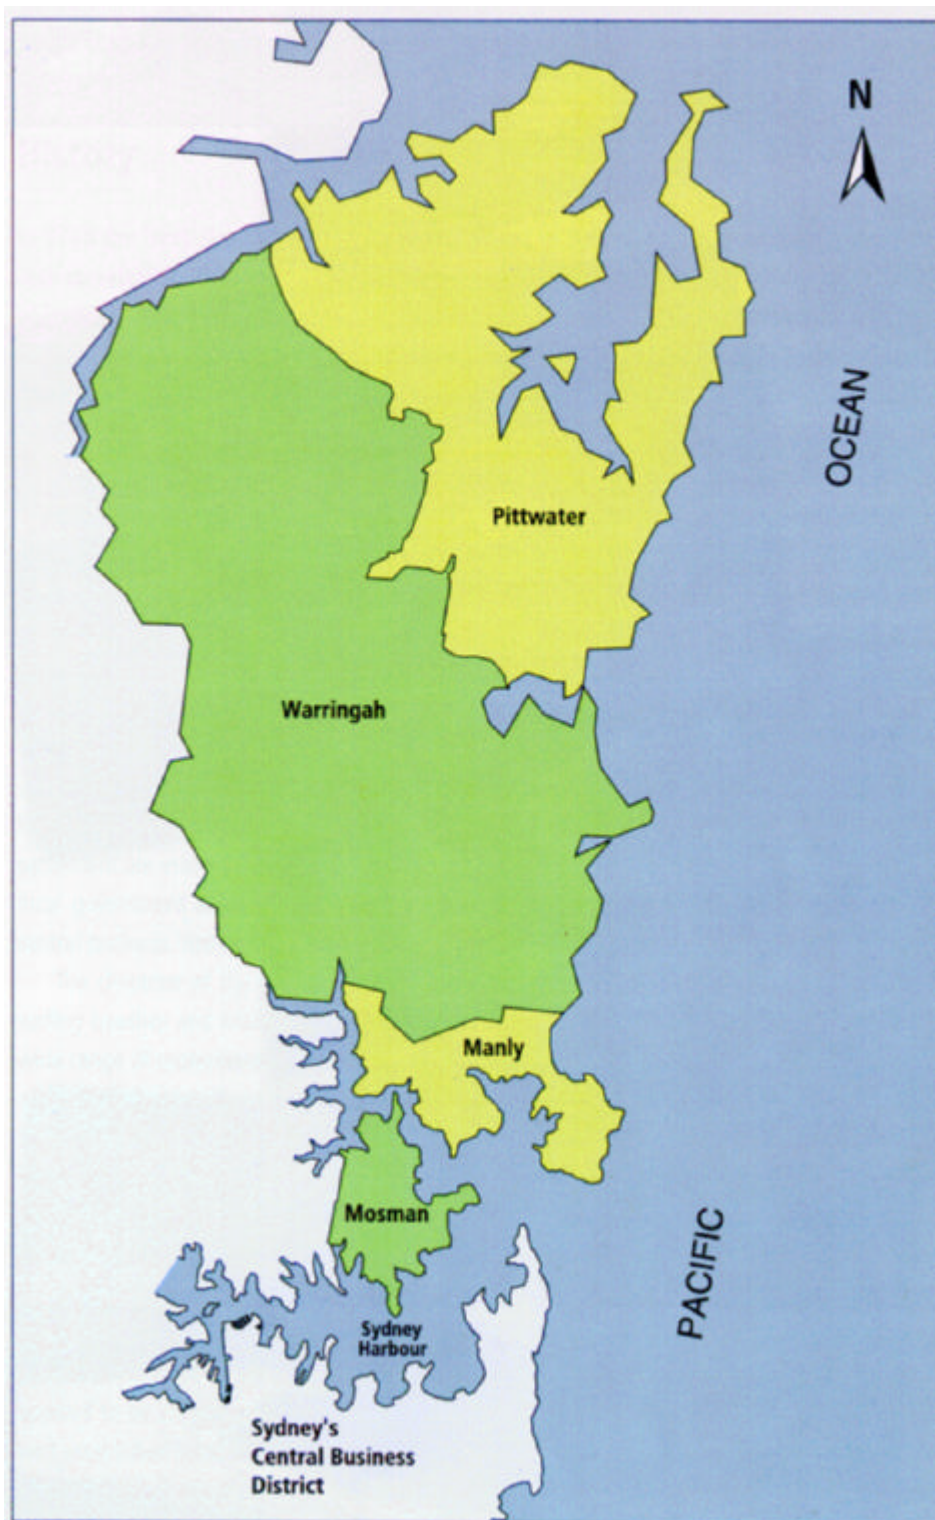 N
OCEAN
Pittwater
Warringah
Manly
Mosman
PACIFIC
Sydney
Harbour
Sydney's
Central Business
District